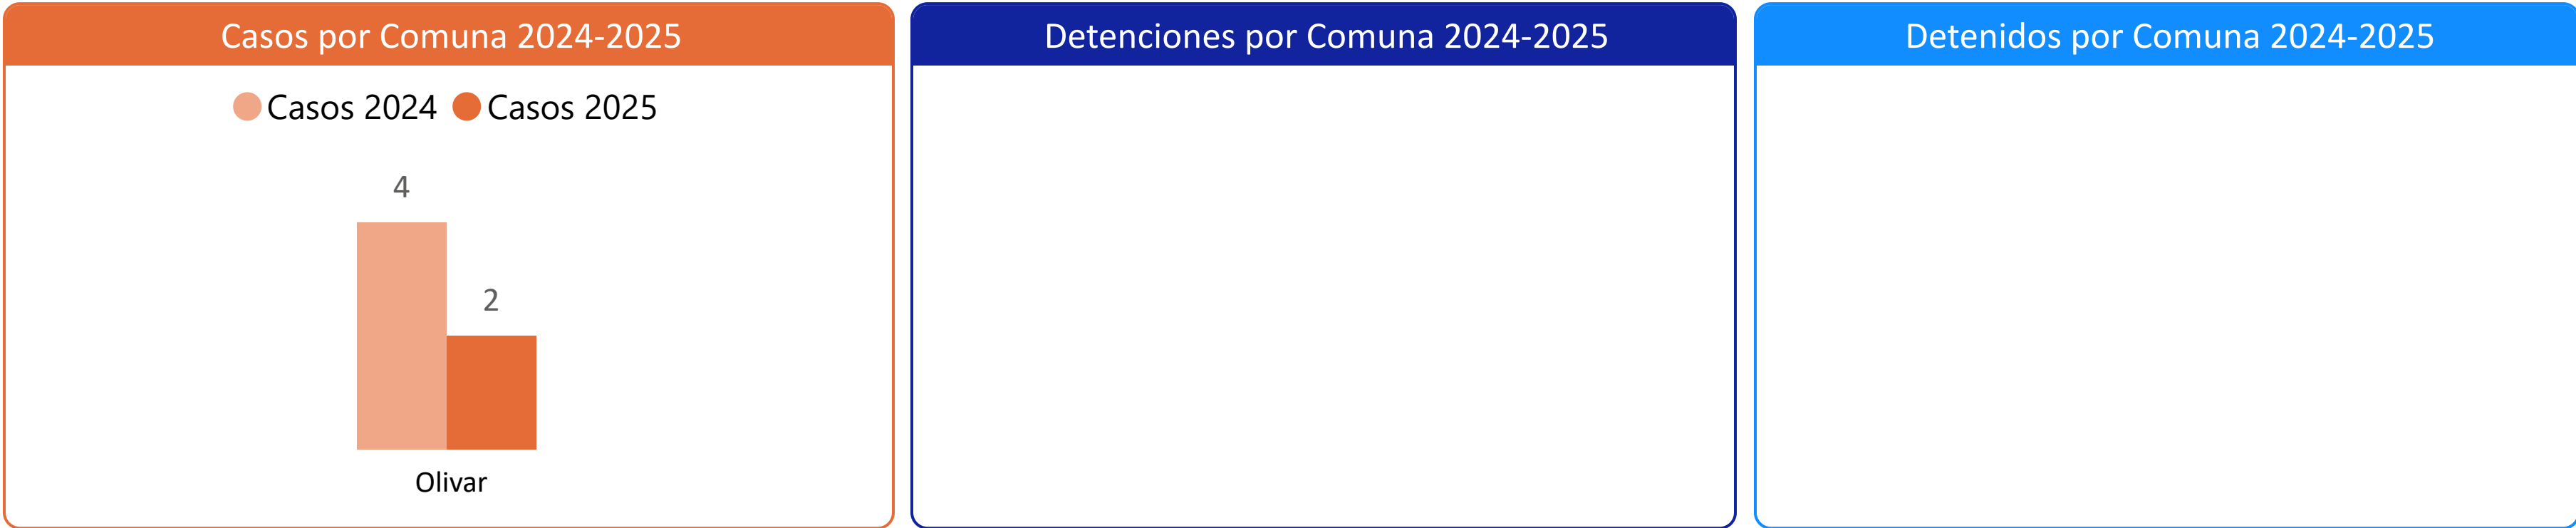 Casos por Comuna 2024-2025
Casos 2024 Casos 2025
4
2
Olivar
Detenciones por Comuna 2024-2025
Detenidos por Comuna 2024-2025